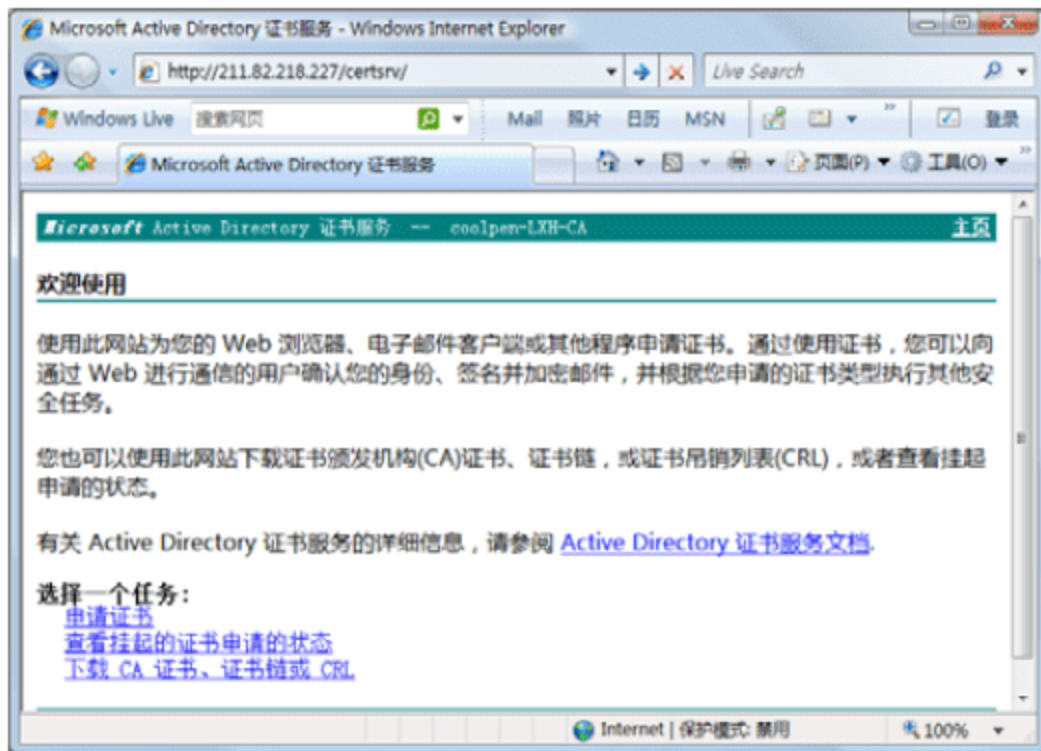 Microsoft Active Directory 证书服务 - Windows Internet Explorer
http://211.82.218.227/certsrv/
Live Search
Windows Live 搜索网页 Mail 照片 日历 MSN 登录
Microsoft Active Directory 证书服务 页面(P) 工具(O)
Microsoft Active Directory 证书服务 -- coolpen-LXH-CA 主页
欢迎使用
使用此网站为您的 Web 浏览器、电子邮件客户端或其他程序申请证书。通过使用证书，您可以向
通过 Web 进行通信的用户确认您的身份、签名并加密邮件，并根据您申请的证书类型执行其他安
全任务。
您也可以使用此网站下载证书颁发机构(CA)证书、证书链，或证书吊销列表(CRL)，或者查看挂起
申请的状态。
有关 Active Directory 证书服务的详细信息，请参阅 Active Directory 证书服务文档.
选择一个任务:
申请证书
查看挂起的证书申请的状态
下载 CA 证书、证书链或 CRL
Internet | 保护模式: 禁用 100%